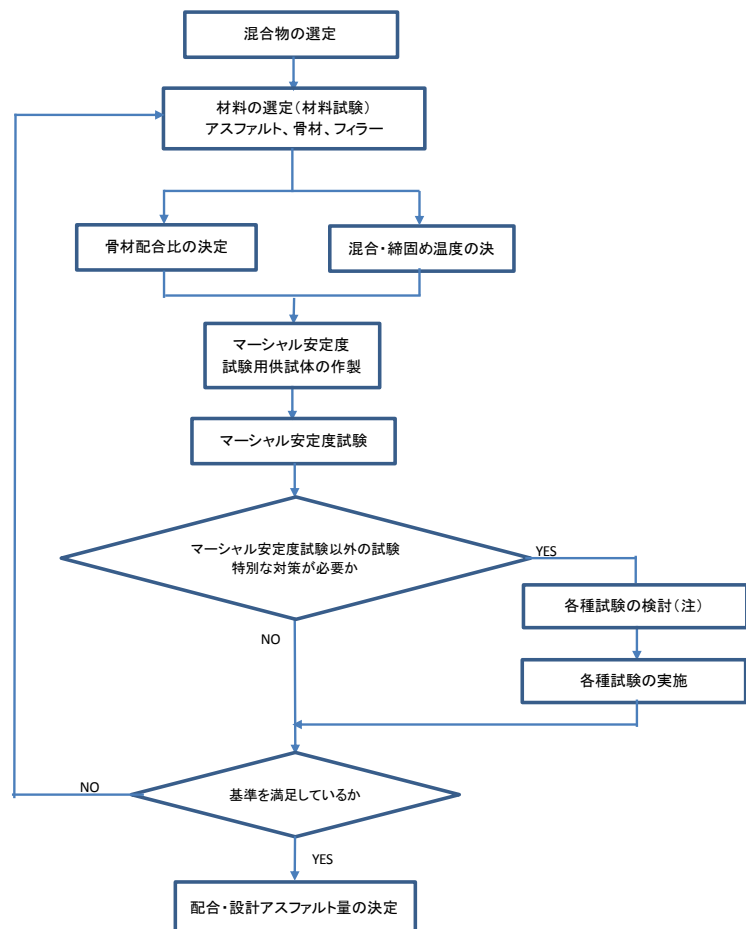 混合物の選定
材料の選定(材料試験)
アスファルト、骨材、フィラー
骨材配合比の決定
混合・締固め温度の決
マーシャル安定度
試験用供試体の作製
マーシャル安定度試験
マーシャル安定度試験以外の試験
特別な対策が必要か
YES
各種試験の検討(注)
NO
各種試験の実施
NO
基準を満足しているか
YES
配合・設計アスファルト量の決定